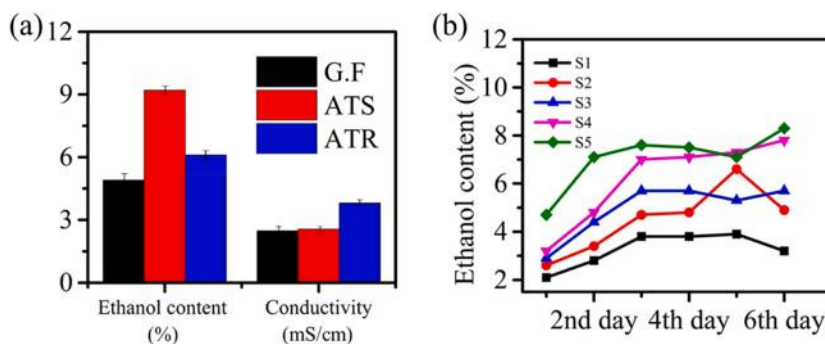 (a)
12
9
6
3
0
G.F
ATS
ATR
Ethanol content
(%)
Conductivity
(mS/cm)
(b)
Ethanol content (%)
12
10
8
6
4
2
S1
S2
S3
S4
S5
2nd day
4th day
6th day